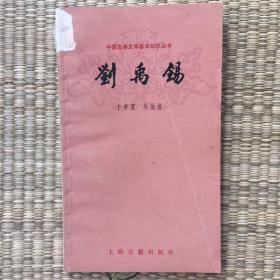 中国古典文学基本知识丛书
劉禹錫
卞孝萱 吴汝煜
上海古籍出版社